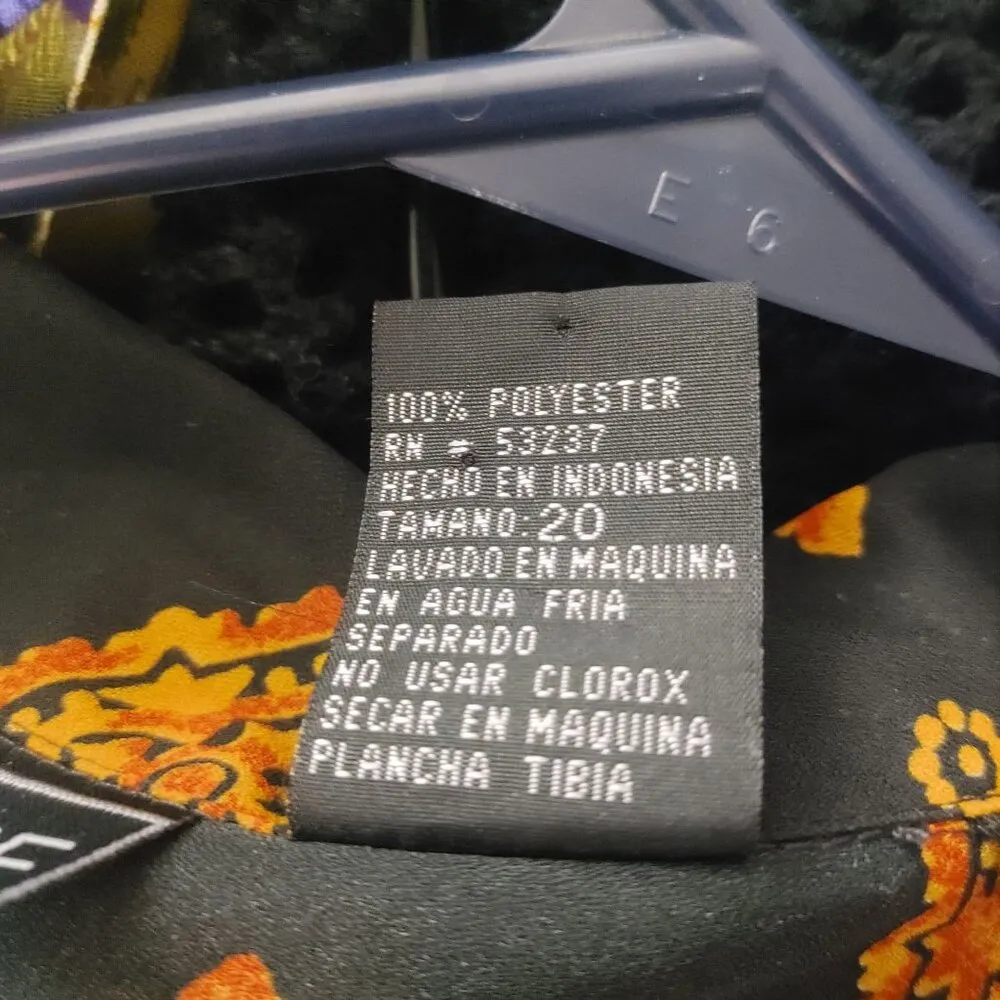 E 6
100% POLYESTER
RN = 53237
HECHO EN INDONESIA
TAMANO: 20
LAVADO EN MAQUINA
EN AGUA FRIA
SEPARADO
NO USAR CLOROX
SECAR EN MAQUINA
PLANCHA TIBIA